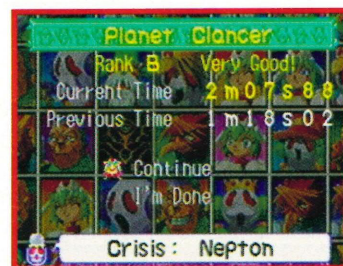 Planet Clancer
Rank B Very Good!
Current Time 2m07s88
Previous Time 1m18s02
Continue
I'm Done
Crisis: Nepton